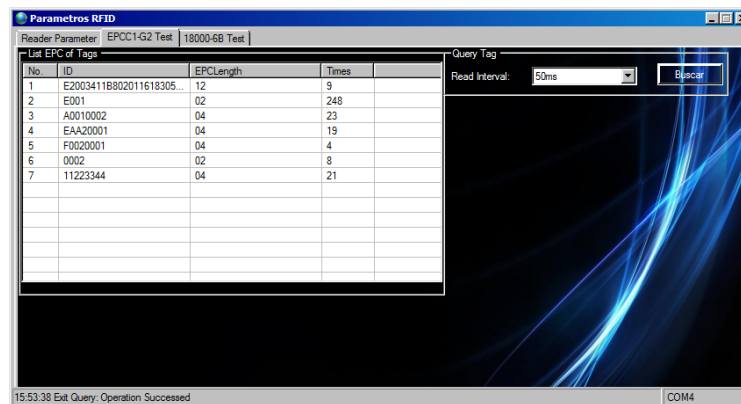 Parametros RFID
Reader Parameter EPCC1-G2 Test 18000-6B Test
List EPC of Tags
No. ID EPCLength Times
1 E2003411B802011618305... 12 9
2 E001 02 248
3 A0010002 04 23
4 EAA20001 04 19
5 F0020001 04 4
6 0002 02 8
7 11223344 04 21
Query Tag
Read Interval: 50ms Buscar
15:53:38 Exit Query: Operation Successed COM4